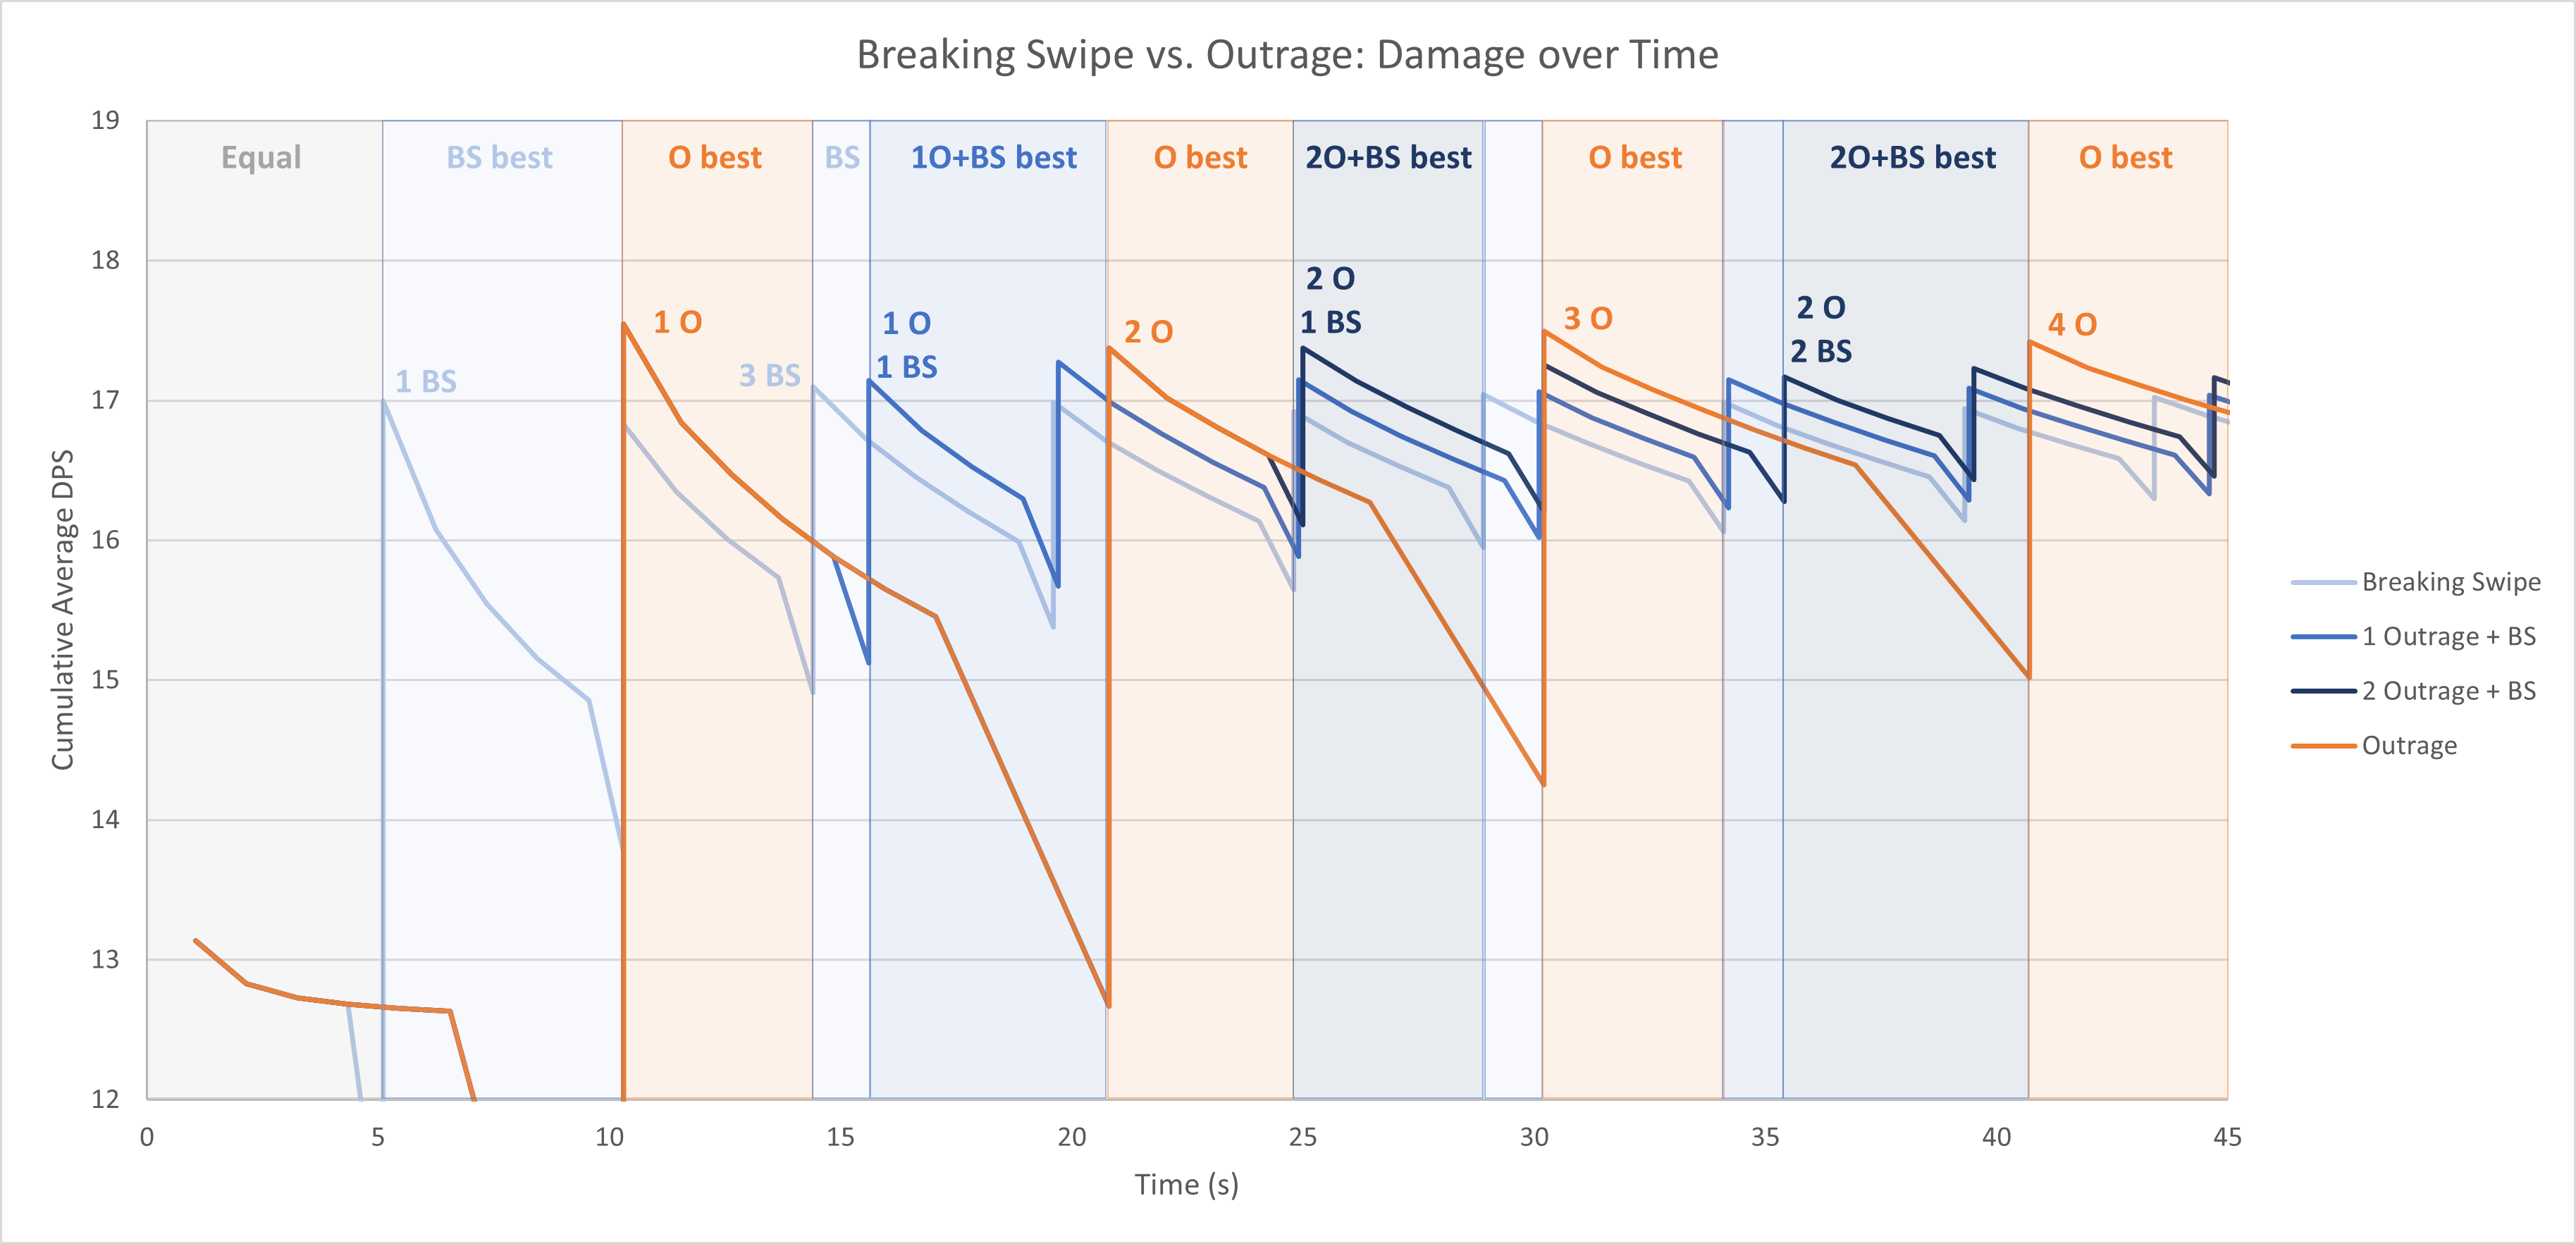 Breaking Swipe vs. Outrage: Damage over Time
19
18
17
16
15
14
13
12
Cumulative Average DPS
Equal
BS best
O best
BS
1O+BS best
O best
2O+BS best
O best
2O+BS best
O best
1 BS
1 O
3 BS
1 O
1 BS
2 O
2 O
1 BS
3 O
2 O
2 BS
4 O
0
5
10
15
20
25
30
35
40
45
Time (s)
Breaking Swipe
1 Outrage + BS
2 Outrage + BS
Outrage